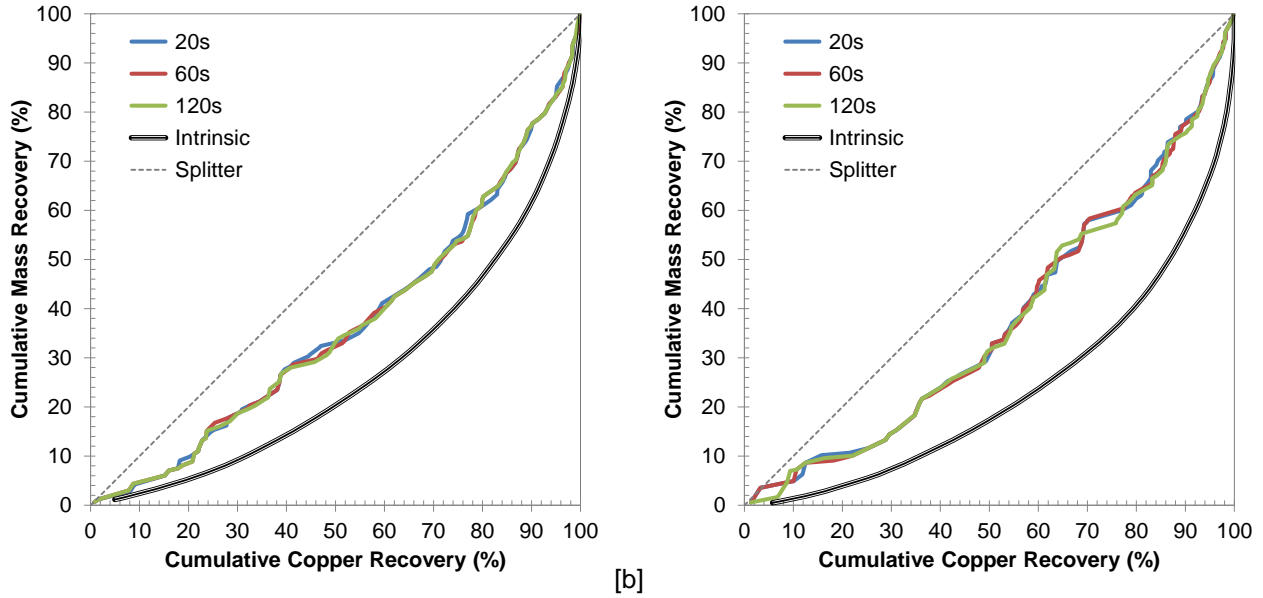 100
90
80
70
60
50
40
30
20
10
0
Cumulative Mass Recovery (%)
20s
60s
120s
Intrinsic
Splitter
0 10 20 30 40 50 60 70 80 90 100
Cumulative Copper Recovery (%)
[b]
100
90
80
70
60
50
40
30
20
10
0
Cumulative Mass Recovery (%)
20s
60s
120s
Intrinsic
Splitter
0 10 20 30 40 50 60 70 80 90 100
Cumulative Copper Recovery (%)